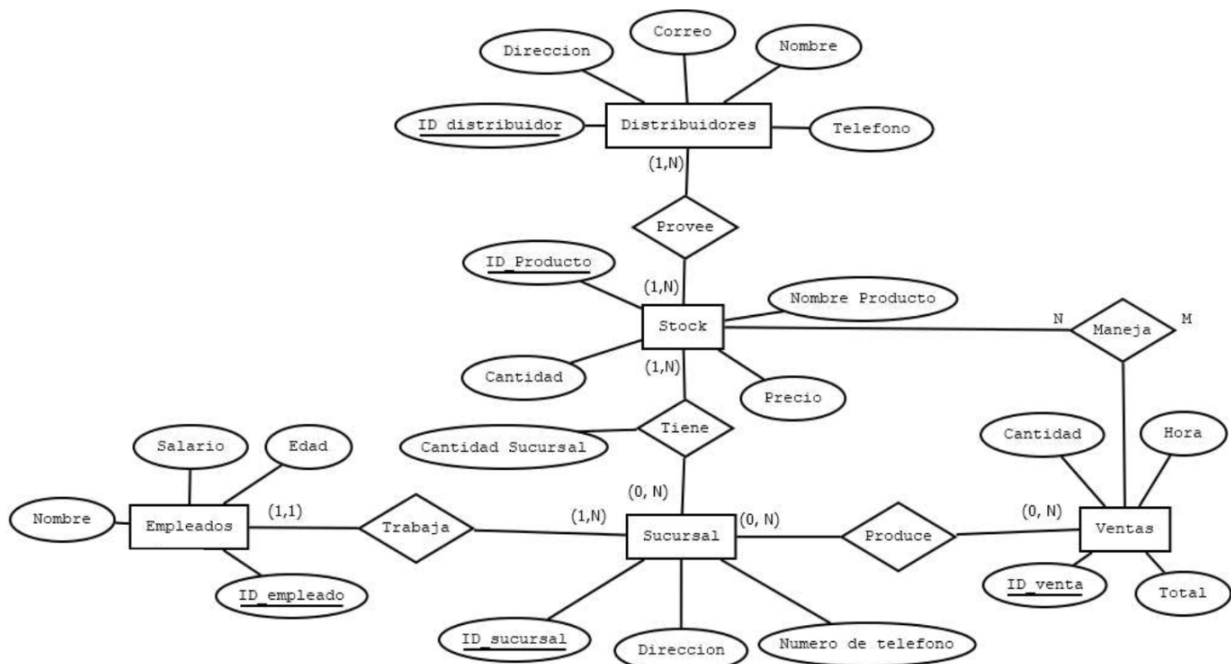 Correo
Direccion
Nombre
ID distribuidor
Distribuidores
Telefono
(1,N)
Provee
ID_Producto
(1,N)
Nombre Producto
Stock
N
Maneja
M
Cantidad
(1,N)
Precio
Cantidad Sucursal
Tiene
Salario
Edad
Cantidad
Hora
Nombre
Empleados
(1,1)
Trabaja
(1,N)
(0, N)
Sucursal
(0, N)
Produce
(0, N)
Ventas
ID_empleado
ID_venta
Total
ID_sucursal
Direccion
Numero de telefono